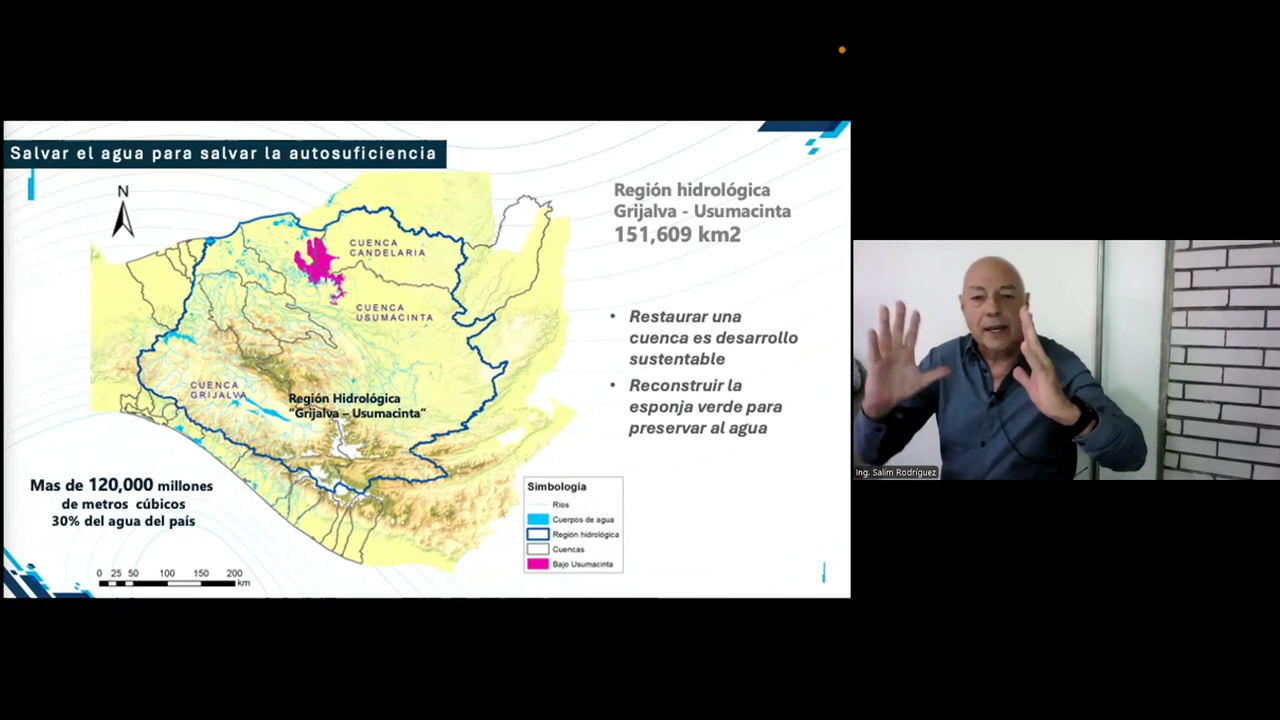 Salvar el agua para salvar la autosuficiencia
N
Región hidrológica
Grijalva - Usumacinta
151,609 km2
CUENCA
CANDELARIA
CUENCA
USUMACINTA
CUENCA
GRIJALVA
Región Hidrológica
“Grijalva – Usumacinta”
• Restaurar una
cuenca es desarrollo
sustentable
• Reconstruir la
esponja verde para
preservar al agua
Mas de 120,000 millones
de metros cúbicos
30% del agua del país
Simbología
Ríos
Cuerpos de agua
Región hidrológica
Cuencas
Bajo Usumacinta
0 25 50 100 150 200
km
Ing. Salim Rodríguez